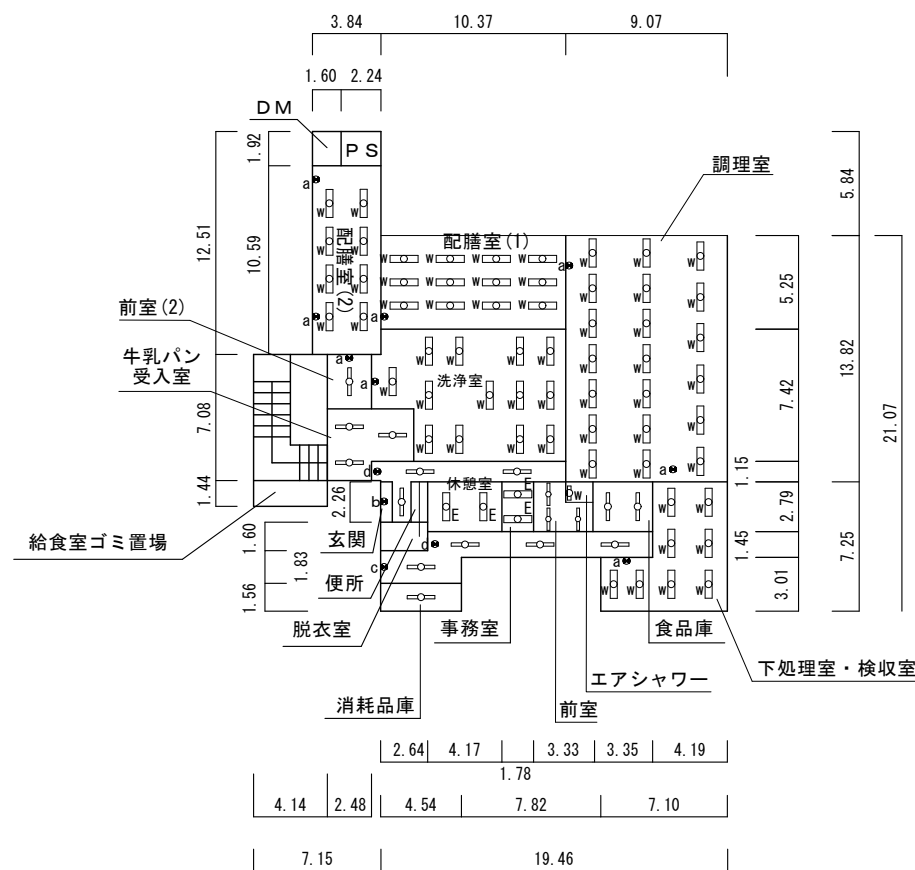 3.84
10.37
9.07
1.60
2.24
DM
PS
1.92
調理室
5.84
a
W W
配膳室(1)
12.51
10.59
配膳室(2)
W W W W
a
W W W
5.25
W W
W W W W
W W
W W W W
前室(2)
a
W W
a
W W W
13.82
a
W W W W
牛乳パン
受入室
a
W
洗浄室
W W W
7.42
21.07
7.08
W W W W
W W W
W W W W
d
a
W W W
1.15
休憩室
E
1.44
2.26
b
E
E
E
W
W W
2.79
給食室ゴミ置場
玄関
1.60
d
W W
1.45
7.25
1.83
便所
c
a
1.56
W W W W
3.01
脱衣室
事務室
食品庫
下処理室・検収室
エアシャワー
消耗品庫
前室
2.64
4.17
3.33
3.35
4.19
1.78
4.14
2.48
4.54
7.82
7.10
7.15
19.46